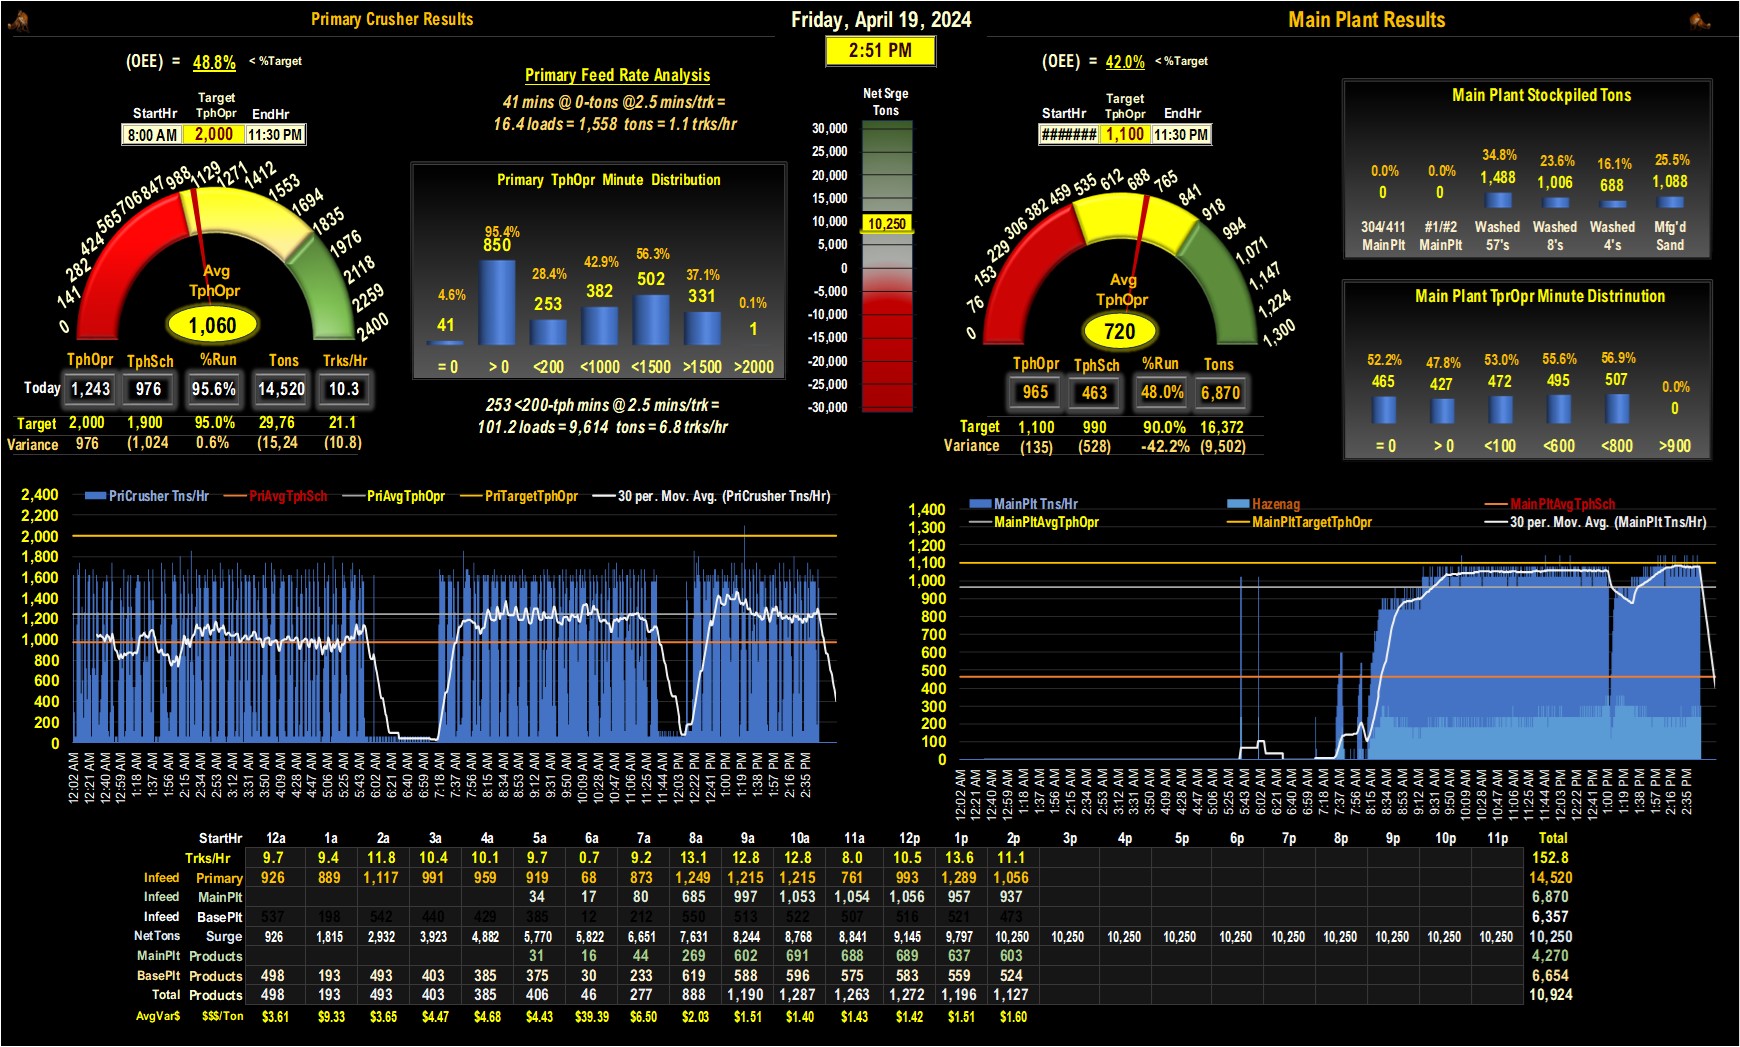 Primary Crusher Results
Friday, April 19, 2024
Main Plant Results
2:51 PM
(OEE) = 48.8% < %Target
StartHr Target TphOpr EndHr
8:00 AM 2,000 11:30 PM
0 141 282 424 565 706 847 988 1129 1271 1412 1553 1694 1835 1976 2118 2259 2400
Avg
TphOpr
1,060
TphOpr TphSch %Run Tons Trks/Hr
Today 1,243 976 95.6% 14,520 10.3
Target 2,000 1,900 95.0% 29,76 21.1
Variance 976 (1,024 0.6% (15,24 (10.8)
Primary Feed Rate Analysis
41 mins @ 0-tons @2.5 mins/trk =
16.4 loads = 1,558 tons = 1.1 trks/hr
Primary TphOpr Minute Distribution
4.6% 95.4% 28.4% 42.9% 56.3% 37.1% 0.1%
41 850 253 382 502 331 1
= 0 > 0 <200 <1000 <1500 >1500 >2000
253 <200-tph mins @ 2.5 mins/trk =
101.2 loads = 9,614 tons = 6.8 trks/hr
Net Srge
Tons
30,000
25,000
20,000
15,000
10,000
10,250
5,000
0
-5,000
-10,000
-15,000
-20,000
-25,000
-30,000
(OEE) = 42.0% < %Target
StartHr Target TphOpr EndHr
####### 1,100 11:30 PM
0 76 153 229 306 382 459 535 612 688 765 841 918 994 1,071 1,147 1,224 1,300
Avg
TphOpr
720
TphOpr TphSch %Run Tons
965 463 48.0% 6,870
Target 1,100 990 90.0% 16,372
Variance (135) (528) -42.2% (9,502)
Main Plant Stockpiled Tons
0.0% 0.0% 34.8% 23.6% 16.1% 25.5%
0 0 1,488 1,006 688 1,088
304/411 #1/#2 Washed Washed Washed Mfg'd
MainPlt MainPlt 57's 8's 4's Sand
Main Plant TprOpr Minute Distrinution
52.2% 47.8% 53.0% 55.6% 56.9% 0.0%
465 427 472 495 507 0
= 0 > 0 <100 <600 <800 >900
PriCrusher Tns/Hr PriAvgTphSch PriAvgTphOpr PriTargetTphOpr 30 per. Mov. Avg. (PriCrusher Tns/Hr)
2,400
2,200
2,000
1,800
1,600
1,400
1,200
1,000
800
600
400
200
0
12:02 AM 12:21 AM 12:40 AM 12:59 AM 1:18 AM 1:37 AM 1:56 AM 2:15 AM 2:34 AM 2:53 AM 3:12 AM 3:31 AM 3:50 AM 4:09 AM 4:28 AM 4:47 AM 5:06 AM 5:25 AM 5:43 AM 6:02 AM 6:21 AM 6:40 AM 6:59 AM 7:18 AM 7:37 AM 8:15 AM 8:34 AM 8:53 AM 9:12 AM 9:31 AM 9:50 AM 10:09 AM 10:28 AM 10:47 AM 11:06 AM 11:25 AM 11:44 AM 12:03 PM 12:22 PM 12:41 PM 1:00 PM 1:19 PM 1:38 PM 1:57 PM 2:16 PM 2:35 PM
MainPlt Tns/Hr Hazenag MainPltAvgTphSch
MainPltAvgTphOpr MainPltTargetTphOpr 30 per. Mov. Avg. (MainPlt Tns/Hr)
1,400
1,300
1,200
1,100
1,000
900
800
700
600
500
400
300
200
100
0
12:02 AM 12:21 AM 12:40 AM 12:59 AM 1:18 AM 1:37 AM 1:56 AM 2:15 AM 2:34 AM 2:53 AM 3:12 AM 3:31 AM 3:50 AM 4:09 AM 4:28 AM 4:47 AM 5:06 AM 5:25 AM 5:43 AM 6:02 AM 6:21 AM 6:40 AM 6:59 AM 7:18 AM 7:37 AM 7:56 AM 8:15 AM 8:34 AM 8:53 AM 9:31 AM 9:50 AM 10:09 AM 10:28 AM 10:47 AM 11:06 AM 11:25 AM 11:44 AM 12:03 PM 12:22 PM 12:41 PM 1:00 PM 1:19 PM 1:38 PM 1:57 PM 2:16 PM 2:35 PM
StartHr 12a 1a 2a 3a 4a 5a 6a 7a 8a 9a 10a 11a 12p 1p 2p 3p 4p 5p 6p 7p 8p 9p 10p 11p Total
Trks/Hr 9.7 9.4 11.8 10.4 10.1 9.7 0.7 9.2 13.1 12.8 12.8 8.0 10.5 13.6 11.1 152.8
Infeed Primary 926 889 1,117 991 959 919 68 873 1,249 1,215 1,215 761 993 1,289 1,056 14,520
Infeed MainPlt 34 17 80 685 997 1,053 1,054 1,056 957 937 6,870
Infeed BasePlt 537 198 542 440 429 385 12 212 550 513 522 507 516 521 473 6,357
NetTons Surge 926 1,815 2,932 3,923 4,882 5,770 5,822 6,651 7,631 8,244 8,768 8,841 9,145 9,797 10,250 10,250 10,250 10,250 10,250 10,250 10,250 10,250 10,250 10,250 10,250
MainPlt Products 31 16 44 269 602 691 688 689 637 603 4,270
BasePlt Products 498 193 493 403 385 375 30 233 619 588 596 575 583 559 524 6,654
Total Products 498 193 493 403 385 406 46 277 888 1,190 1,287 1,263 1,272 1,196 1,127 10,924
AvgVar$ $$$/Ton $3.61 $9.33 $3.65 $4.47 $4.68 $4.43 $39.39 $6.50 $2.03 $1.51 $1.40 $1.43 $1.42 $1.51 $1.60